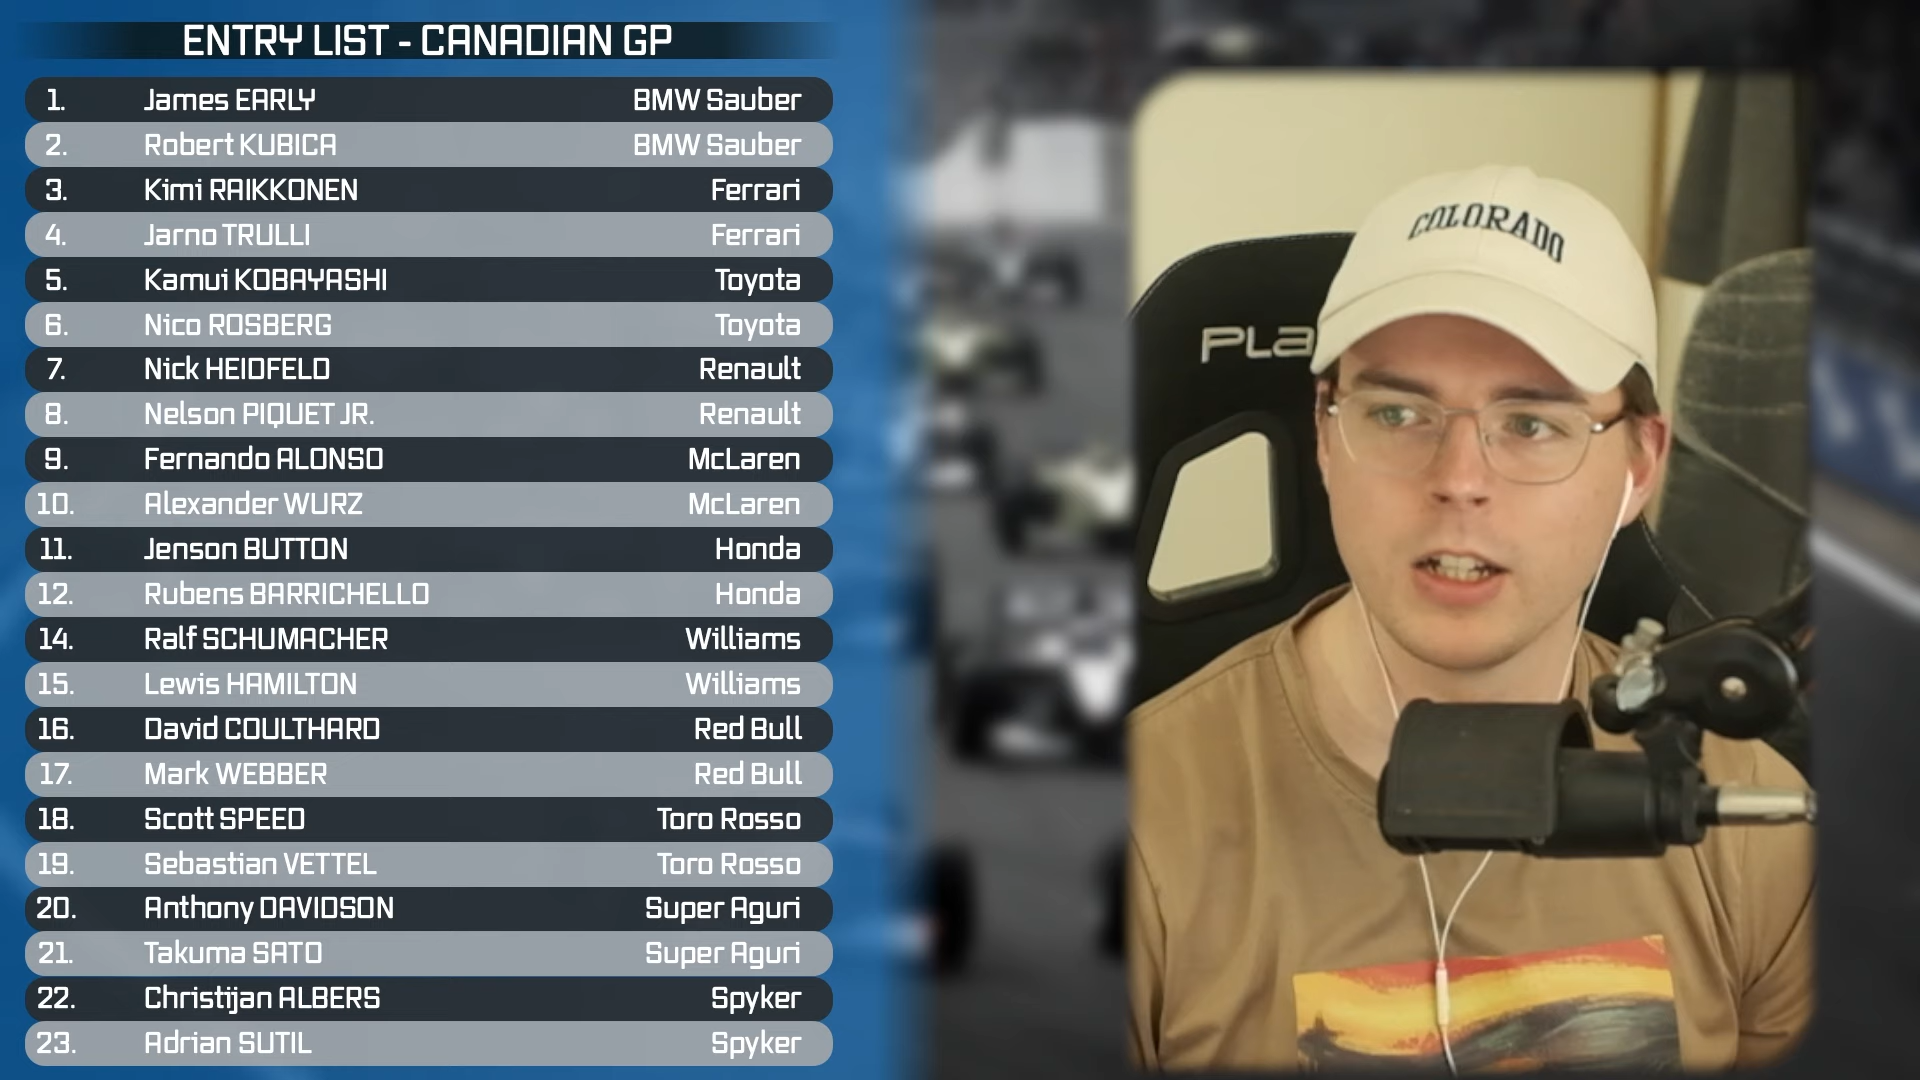 ENTRY LIST - CANADIAN GP
1. James EARLY BMW Sauber
2. Robert KUBICA BMW Sauber
3. Kimi RAIKKONEN Ferrari
4. Jarno TRULLI Ferrari
5. Kamui KOBAYASHI Toyota
6. Nico ROSBERG Toyota
7. Nick HEIDFELD Renault
8. Nelson PIQUET JR. Renault
9. Fernando ALONSO McLaren
10. Alexander WURZ McLaren
11. Jenson BUTTON Honda
12. Rubens BARRICHELLO Honda
14. Ralf SCHUMACHER Williams
15. Lewis HAMILTON Williams
16. David COULTHARD Red Bull
17. Mark WEBBER Red Bull
18. Scott SPEED Toro Rosso
19. Sebastian VETTEL Toro Rosso
20. Anthony DAVIDSON Super Aguri
21. Takuma SATO Super Aguri
22. Christijan ALBERS Spyker
23. Adrian SUTIL Spyker
COLORADO
PLA